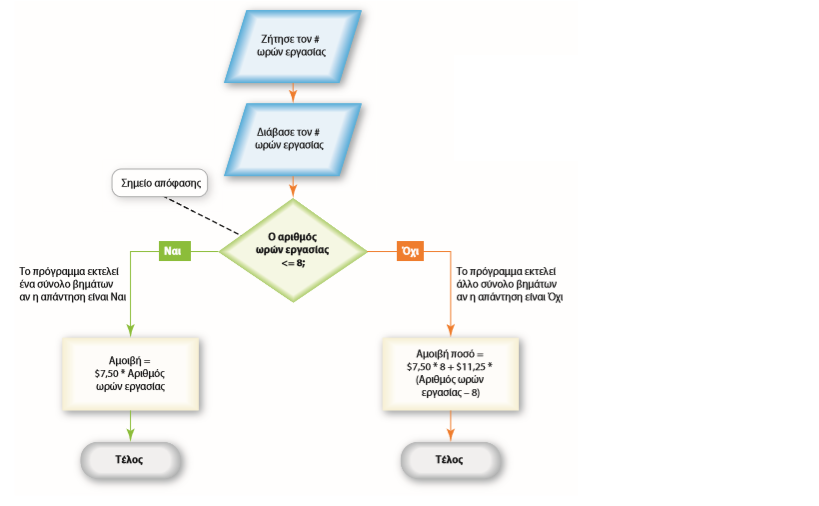 Ζήτησε τον #
ωρών εργασίας
Διάβασε τον #
ωρών εργασίας
Σημείο απόφασης
Ο αριθμός
ωρών εργασίας
<= 8;
Ναι
Όχι
Το πρόγραμμα εκτελεί
ένα σύνολο βημάτων
αν η απάντηση είναι Ναι
Το πρόγραμμα εκτελεί
άλλο σύνολο βημάτων
αν η απάντηση είναι Όχι
Αμοιβή =
$7,50 * Αριθμός
ωρών εργασίας
Αμοιβή ποσό =
$7,50 * 8 + $11,25 *
(Αριθμός ωρών
εργασίας – 8)
Τέλος
Τέλος